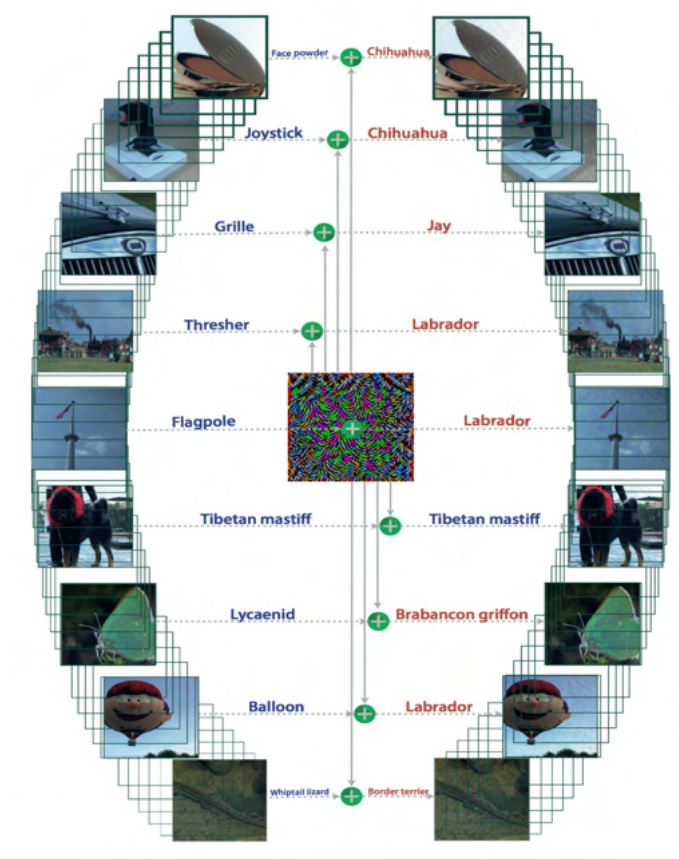 Face powder Chihuahua
Joystick Chihuahua
Grille Jay
Thresher Labrador
Flagpole Labrador
Tibetan mastiff Tibetan mastiff
Lycaenid Brabancon griffon
Balloon Labrador
Whiptail lizard Border terrier